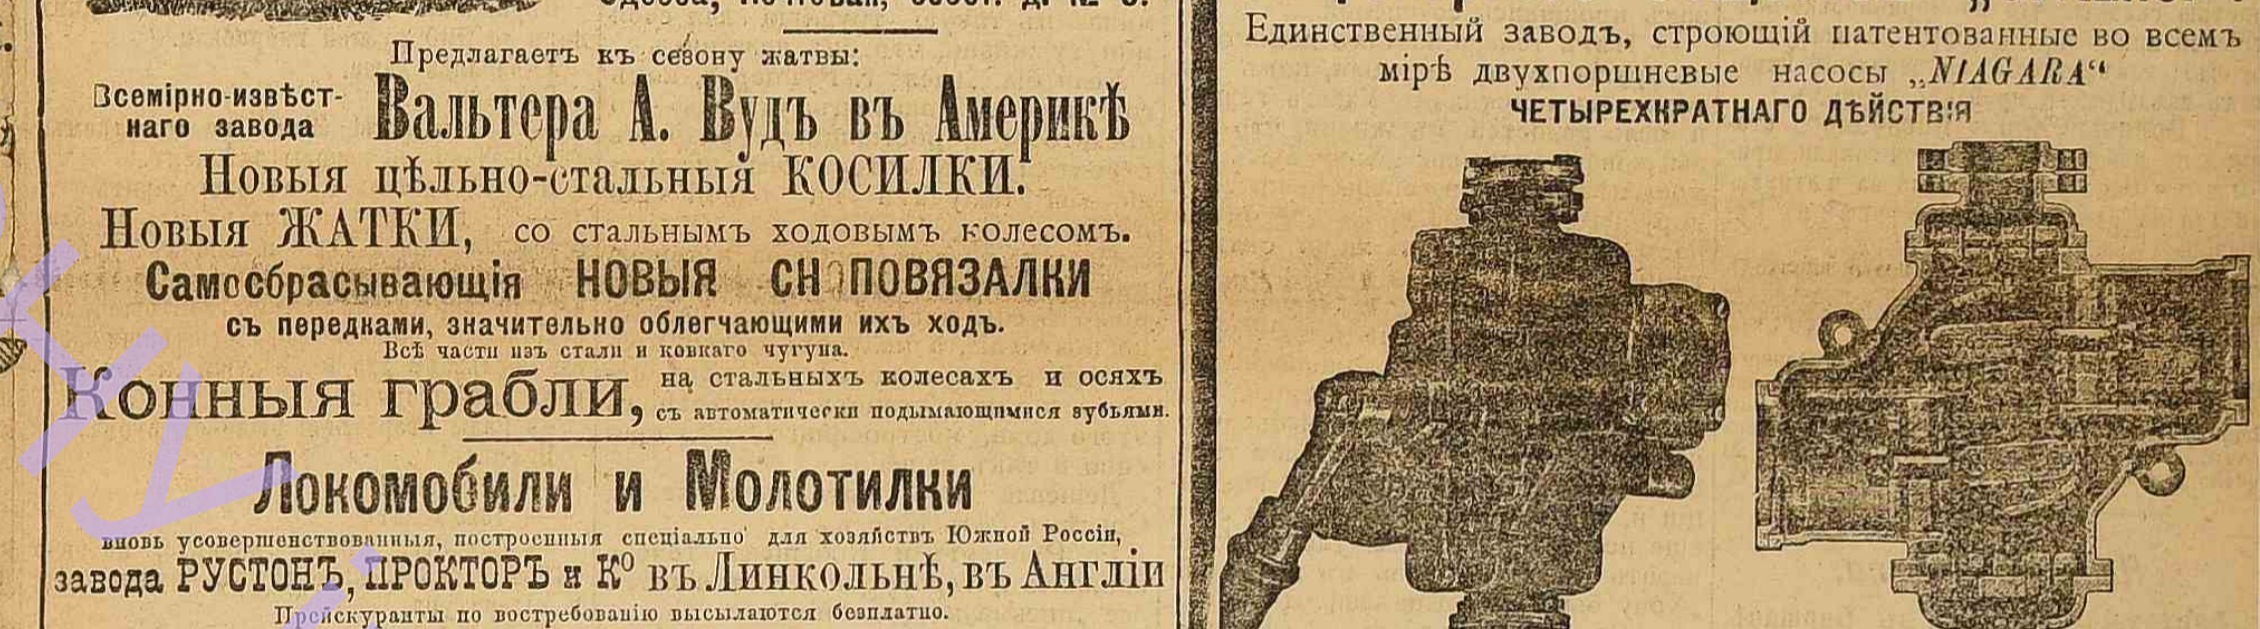 Предлагаетъ къ сезону жатвы:
Всемірно-извѣст-
наго завода Вальтера А. Вудъ въ Америкѣ
Новыя цѣльно-стальныя КОСИЛКИ.
Новыя ЖАТКИ, со стальнымъ ходовымъ колесомъ.
Самосбрасывающія НОВЫЯ СНОПОВЯЗАЛКИ
съ передками, значительно облегчающими ихъ ходъ.
Всѣ части изъ стали и ковкаго чугуна.
Конныя грабли, на стальныхъ колесахъ и осяхъ
съ автоматически подымающимися зубьями.
Локомобили и Молотилки
вновь усовершенствованныя, построенныя спеціально для хозяйствъ Южной Россіи,
завода РУСТОНЪ, ПРОКТОРЪ и Ко въ Линкольнѣ, въ Англіи
Прейскуранты по востребованію высылаются безплатно.
Единственный заводъ, строющій патентованные во всемъ
мірѣ двухпоршневые насосы „NIAGARA“
ЧЕТЫРЕХКРАТНАГО ДѢЙСТВІЯ